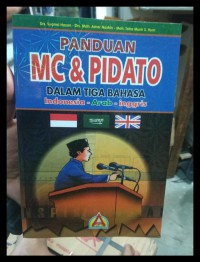 PANDUAN
MC & PIDATO
DALAM TIGA BAHASA
Indonesia - Arab - Inggris